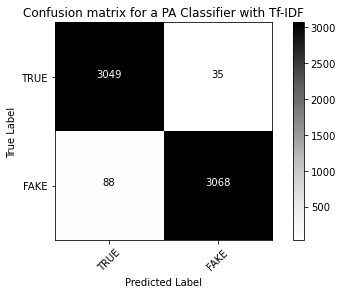 Confusion matrix for a PA Classifier with Tf-IDF
True Label
TRUE
3049
35
FAKE
88
3068
TRUE
FAKE
Predicted Label
3000
2500
2000
1500
1000
500